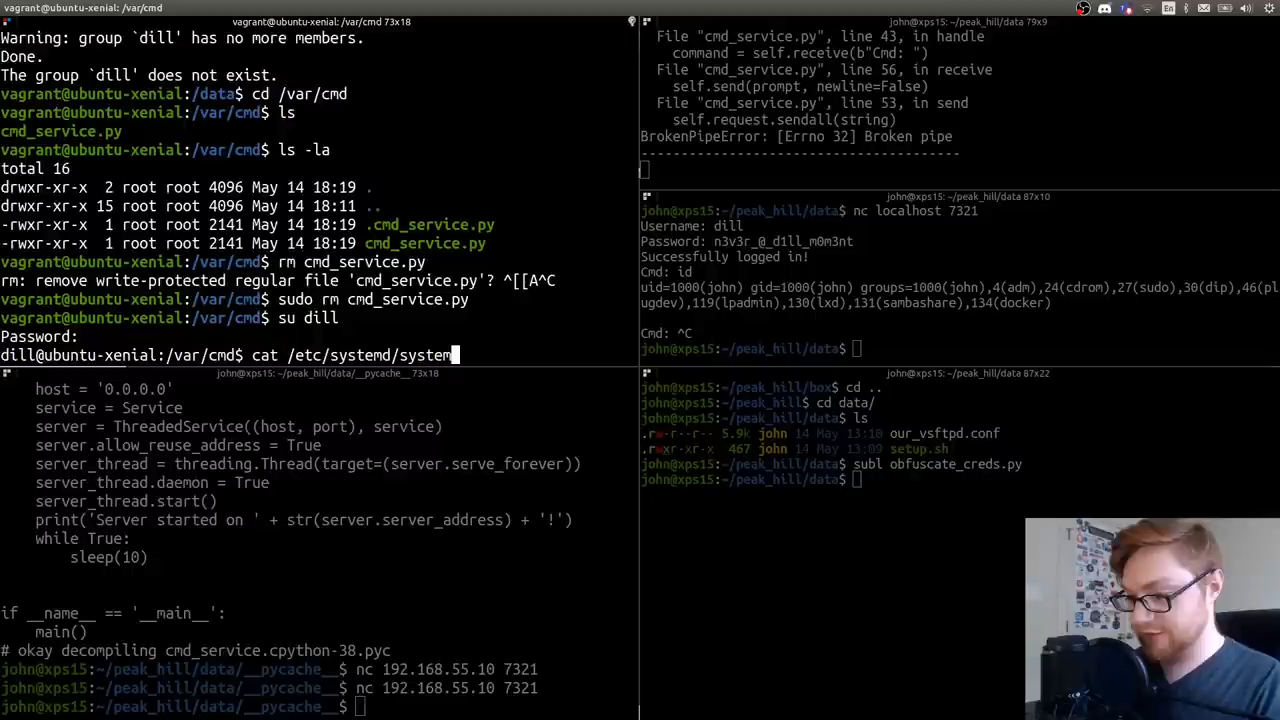 vagrant@ubuntu-xenial: /var/cmd
En
vagrant@ubuntu-xenial: /var/cmd 73x18
Warning: group `dill' has no more members.
Done.
The group `dill' does not exist.
vagrant@ubuntu-xenial:/data$ cd /var/cmd
vagrant@ubuntu-xenial:/var/cmd$ ls
cmd_service.py
vagrant@ubuntu-xenial:/var/cmd$ ls -la
total 16
drwxr-xr-x  2 root root 4096 May 14 18:19 .
drwxr-xr-x 15 root root 4096 May 14 18:11 ..
-rwxr-xr-x  1 root root 2141 May 14 18:19 .cmd_service.py
-rwxr-xr-x  1 root root 2141 May 14 18:19 cmd_service.py
vagrant@ubuntu-xenial:/var/cmd$ rm cmd_service.py
rm: remove write-protected regular file 'cmd_service.py'? ^[[A^C
vagrant@ubuntu-xenial:/var/cmd$ sudo rm cmd_service.py
vagrant@ubuntu-xenial:/var/cmd$ su dill
Password:
dill@ubuntu-xenial:/var/cmd$ cat /etc/systemd/system
john@xps15: ~/peak_hill/data/__pycache__ 73x18
host = '0.0.0.0'
service = Service
server = ThreadedService((host, port), service)
server.allow_reuse_address = True
server_thread = threading.Thread(target=(server.serve_forever))
server_thread.daemon = True
server_thread.start()
print('Server started on ' + str(server.server_address) + '!')
while True:
sleep(10)
if __name__ == '__main__':
main()
# okay decompiling cmd_service.cpython-38.pyc
john@xps15:~/peak_hill/data/__pycache__$ nc 192.168.55.10 7321
john@xps15:~/peak_hill/data/__pycache__$ nc 192.168.55.10 7321
john@xps15:~/peak_hill/data/__pycache__$
john@xps15: ~/peak_hill/data 79x9
File "cmd_service.py", line 43, in handle
command = self.receive(b"Cmd: ")
File "cmd_service.py", line 56, in receive
self.send(prompt, newline=False)
File "cmd_service.py", line 53, in send
self.request.sendall(string)
BrokenPipeError: [Errno 32] Broken pipe
----------------------------------------
john@xps15: ~/peak_hill/data 87x10
john@xps15:~/peak_hill/data$ nc localhost 7321
Username: dill
Password: n3v3r_@_d1ll_m0m3nt
Successfully logged in!
Cmd: id
uid=1000(john) gid=1000(john) groups=1000(john),4(adm),24(cdrom),27(sudo),30(dip),46(pl
ugdev),119(lpadmin),130(lxd),131(sambashare),134(docker)
Cmd: ^C
john@xps15:~/peak_hill/data$
john@xps15: ~/peak_hill/data 87x22
john@xps15:~/peak_hill/box$ cd ..
john@xps15:~/peak_hill$ cd data/
john@xps15:~/peak_hill/data$ ls
.rw-r--r-- 5.9k john 14 May 13:10 our_vsftpd.conf
.rwxr-xr-x  467 john 14 May 13:09 setup.sh
john@xps15:~/peak_hill/data$ subl obfuscate_creds.py
john@xps15:~/peak_hill/data$